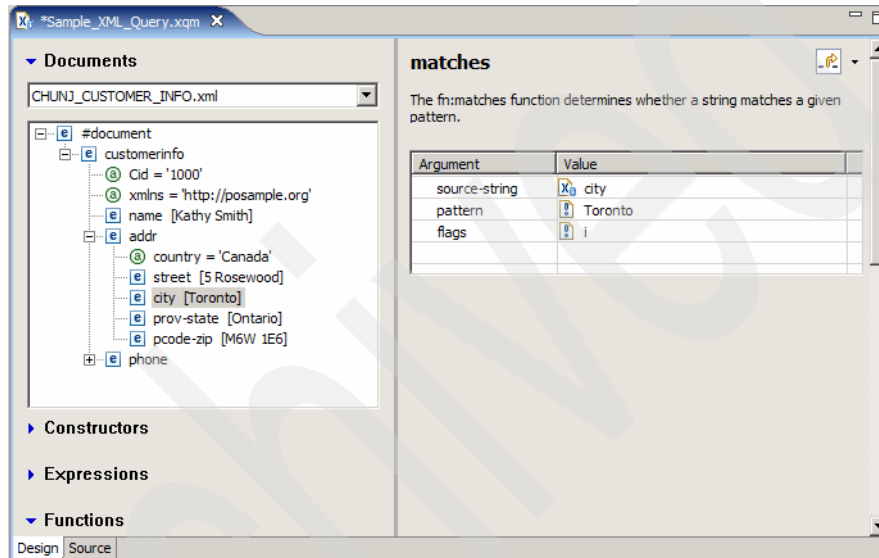 *Sample_XML_Query.xqm
Documents
CHUNJ_CUSTOMER_INFO.xml
#document
customerinfo
Cid = '1000'
xmlns = 'http://posample.org'
name [Kathy Smith]
addr
country = 'Canada'
street [5 Rosewood]
city [Toronto]
prov-state [Ontario]
pcode-zip [M6W 1E6]
phone
Constructors
Expressions
Functions
Design Source
matches
The fn:matches function determines whether a string matches a given
pattern.
Argument Value
source-string city
pattern Toronto
flags i